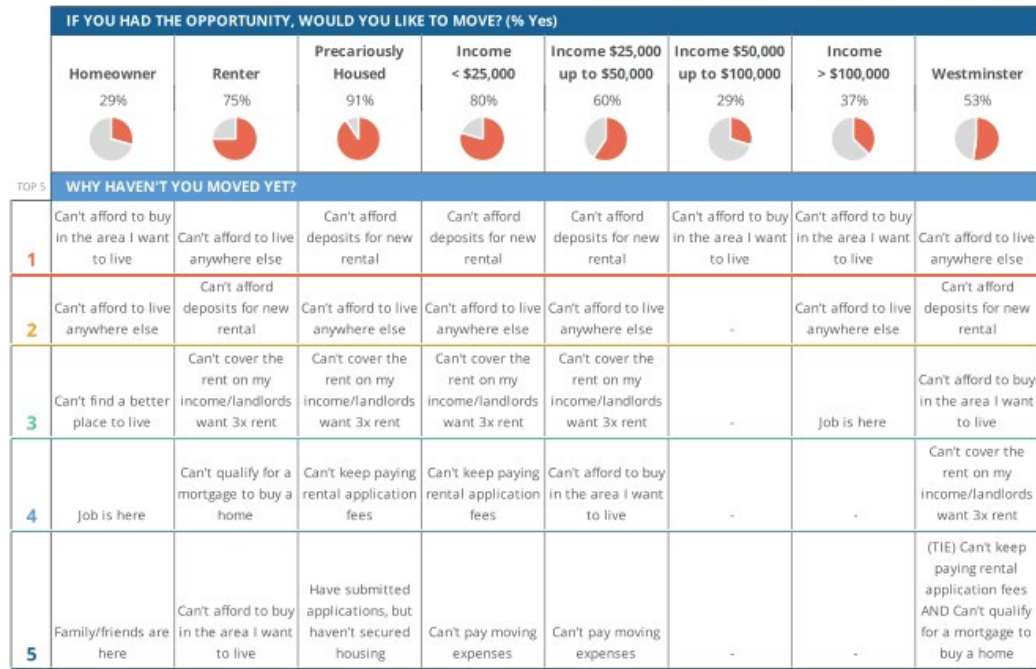 IF YOU HAD THE OPPORTUNITY, WOULD YOU LIKE TO MOVE? (% Yes)
Homeowner
Renter
Precariously
Housed
Income
< $25,000
Income $25,000
up to $50,000
Income $50,000
up to $100,000
Income
> $100,000
Westminster
29%
75%
91%
80%
60%
29%
37%
53%
TOP 5
WHY HAVEN'T YOU MOVED YET?
1
Can't afford to buy
in the area I want
to live
Can't afford to live
anywhere else
Can't afford
deposits for new
rental
Can't afford
deposits for new
rental
Can't afford
deposits for new
rental
Can't afford to buy
in the area I want
to live
Can't afford to buy
in the area I want
to live
Can't afford to live
anywhere else
2
Can't afford to live
anywhere else
Can't afford
deposits for new
rental
Can't afford to live
anywhere else
Can't afford to live
anywhere else
Can't afford to live
anywhere else
-
Can't afford to live
anywhere else
Can't afford
deposits for new
rental
3
Can't find a better
place to live
Can't cover the
rent on my
income/landlords
want 3x rent
Can't cover the
rent on my
income/landlords
want 3x rent
Can't cover the
rent on my
income/landlords
want 3x rent
Can't cover the
rent on my
income/landlords
want 3x rent
-
Job is here
Can't afford to buy
in the area I want
to live
4
Job is here
Can't qualify for a
mortgage to buy a
home
Can't keep paying
rental application
fees
Can't keep paying
rental application
fees
Can't afford to buy
in the area I want
to live
-
-
Can't cover the
rent on my
income/landlords
want 3x rent
5
Family/friends are
here
Can't afford to buy
in the area I want
to live
Have submitted
applications, but
haven't secured
housing
Can't pay moving
expenses
Can't pay moving
expenses
-
-
(TIE) Can't keep
paying rental
application fees
AND Can't qualify
for a mortgage to
buy a home